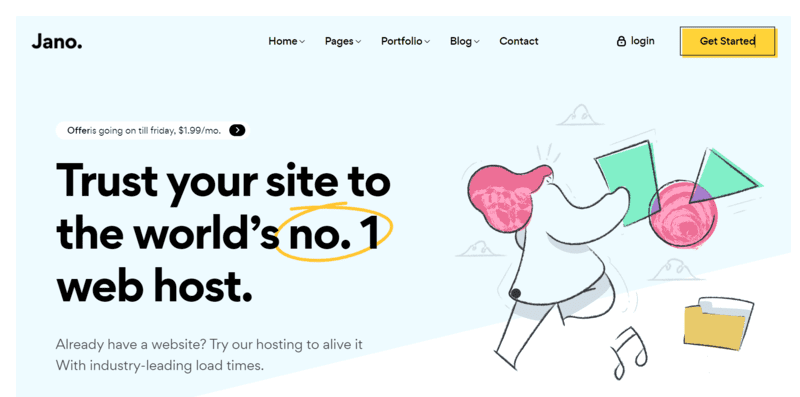 Jano.
Home Pages Portfolio Blog Contact login Get Started
Offer is going on till friday, $1.99/mo.
Trust your site to
the world's no. 1
web host.
Already have a website? Try our hosting to alive it
With industry-leading load times.